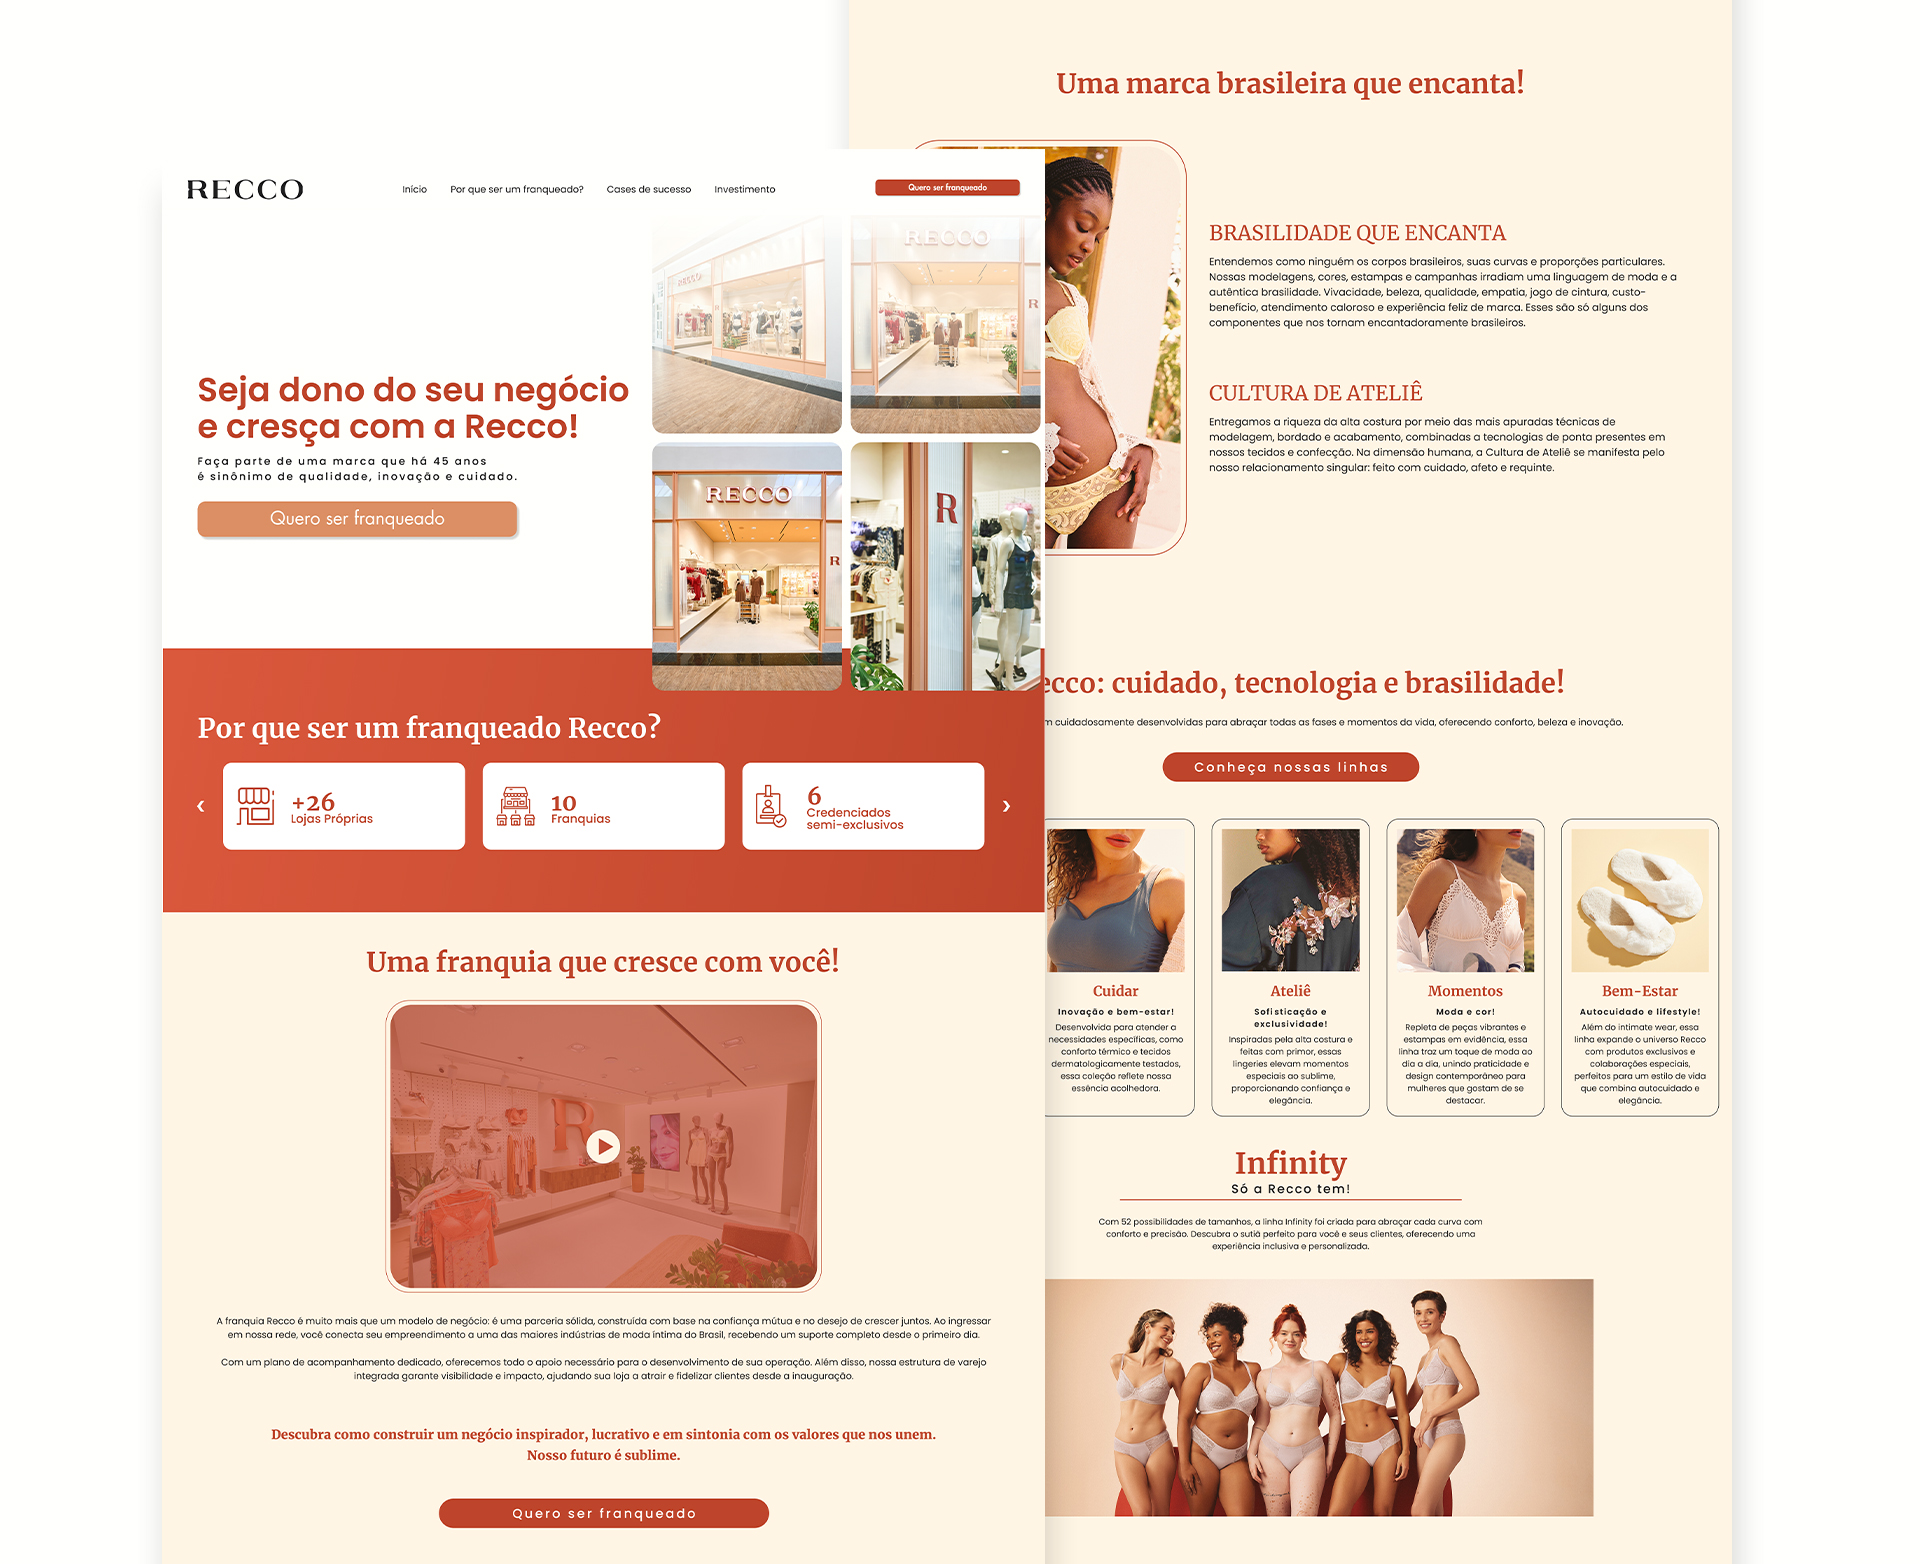 RECCO
Início
Por que ser um franqueado?
Cases de sucesso
Investimento
Quero ser franqueado
Seja dono do seu negócio
e cresça com a Recco!
Faça parte de uma marca que há 45 anos
é sinônimo de qualidade, inovação e cuidado.
Quero ser franqueado
RECCO
RECCO
R
RECCO
R
R
Por que ser um franqueado Recco?
+26
Lojas Próprias
10
Franquias
6
Credenciados
semi-exclusivos
Uma franquia que cresce com você!
R
A franquia Recco é muito mais que um modelo de negócio: é uma parceria sólida, construída com base na confiança mútua e no desejo de crescer juntos. Ao ingressar
em nossa rede, você conecta seu empreendimento a uma das maiores indústrias de moda íntima do Brasil, recebendo um suporte completo desde o primeiro dia.
Com um plano de acompanhamento dedicado, oferecemos todo o apoio necessário para o desenvolvimento de sua operação. Além disso, nossa estrutura de varejo
integrada garante visibilidade e impacto, ajudando sua loja a atrair e fidelizar clientes desde a inauguração.
Descubra como construir um negócio inspirador, lucrativo e em sintonia com os valores que nos unem.
Nosso futuro é sublime.
Quero ser franqueado
Uma marca brasileira que encanta!
BRASILIDADE QUE ENCANTA
Entendemos como ninguém os corpos brasileiros, suas curvas e proporções particulares.
Nossas modelagens, cores, estampas e campanhas irradiam uma linguagem de moda e a
autêntica brasilidade. Vivacidade, beleza, qualidade, empatia, jogo de cintura, custo-
benefício, atendimento caloroso e experiência feliz de marca. Esses são só alguns dos
componentes que nos tornam encantadoramente brasileiros.
CULTURA DE ATELIÊ
Entregamos a riqueza da alta costura por meio das mais apuradas técnicas de
modelagem, bordado e acabamento, combinadas a tecnologias de ponta presentes em
nossos tecidos e confecção. Na dimensão humana, a Cultura de Ateliê se manifesta pelo
nosso relacionamento singular: feito com cuidado, afeto e requinte.
ecco: cuidado, tecnologia e brasilidade!
m cuidadosamente desenvolvidas para abraçar todas as fases e momentos da vida, oferecendo conforto, beleza e inovação.
Conheça nossas linhas
Cuidar
Inovação e bem-estar!
Desenvolvida para atender a
necessidades específicas, como
conforto térmico e tecidos
dermatologicamente testados,
essa coleção reflete nossa
essência acolhedora.
Ateliê
Sofisticação e
exclusividade!
Inspiradas pela alta costura e
feitas com primor, essas
lingeries elevam momentos
especiais ao sublime,
proporcionando confiança e
elegância.
Momentos
Moda e cor!
Repleta de peças vibrantes e
estampas em evidência, essa
linha traz um toque de moda ao
dia a dia, unindo praticidade e
design contemporâneo para
mulheres que gostam de se
destacar.
Bem-Estar
Autocuidado e lifestyle!
Além do intimate wear, essa
linha expande o universo Recco
com produtos exclusivos e
colaborações especiais,
perfeitos para um estilo de vida
que combina autocuidado e
elegância.
Infinity
Só a Recco tem!
Com 52 possibilidades de tamanhos, a linha Infinity foi criada para abraçar cada curva com
conforto e precisão. Descubra o sutiã perfeito para você e seus clientes, oferecendo uma
experiência inclusiva e personalizada.